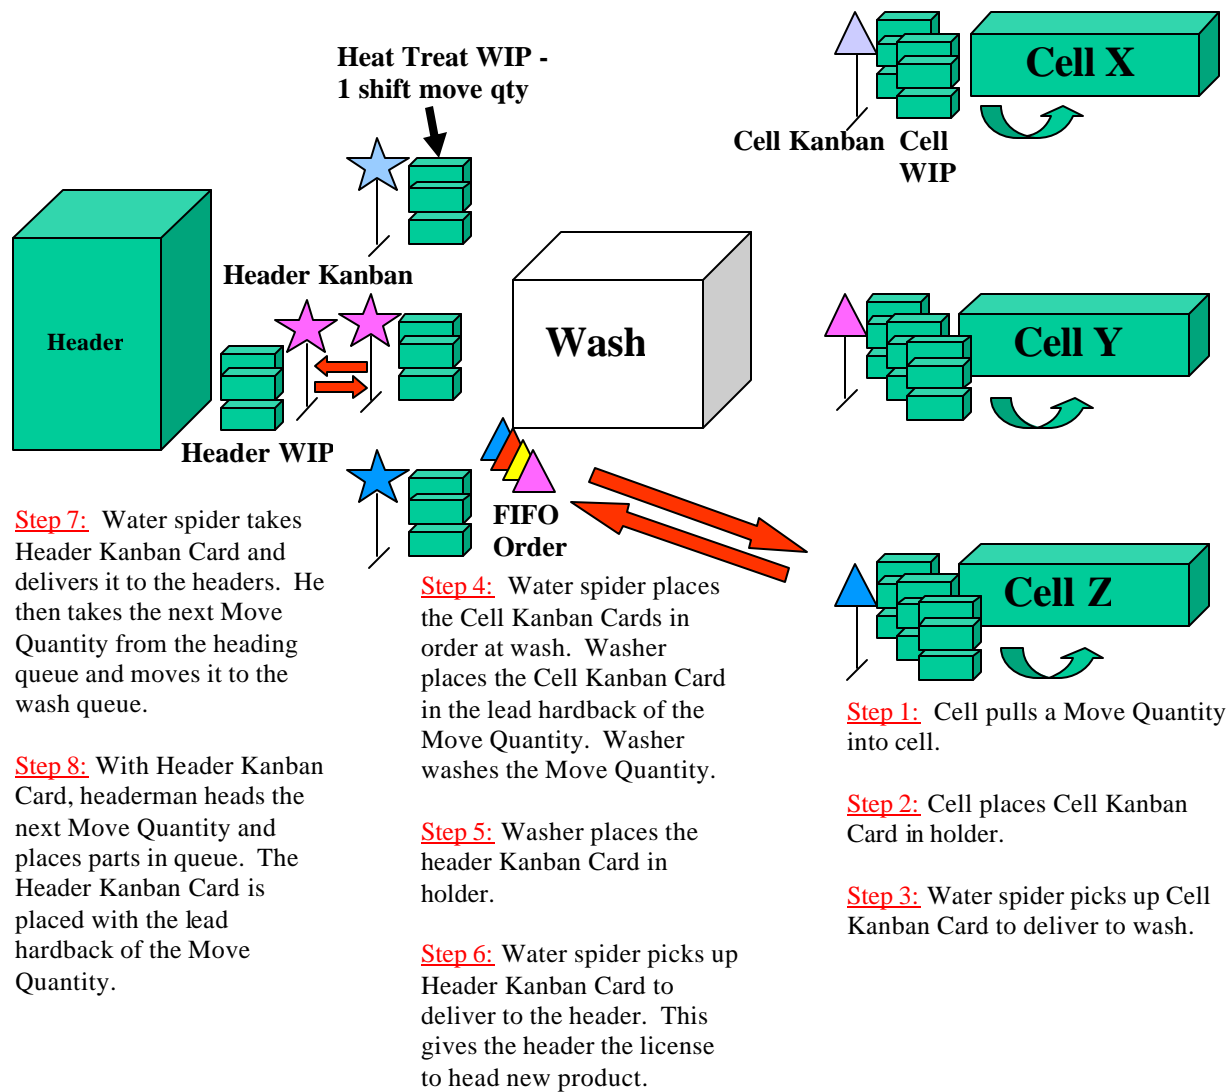 Heat Treat WIP -
1 shift move qty
Cell X
Cell Kanban
Cell
WIP
Header Kanban
Header
Wash
Cell Y
Header WIP
FIFO
Order
Cell Z
Step 7: Water spider takes
Header Kanban Card and
delivers it to the headers. He
then takes the next Move
Quantity from the heading
queue and moves it to the
wash queue.
Step 8: With Header Kanban
Card, headerman heads the
next Move Quantity and
places parts in queue. The
Header Kanban Card is
placed with the lead
hardback of the Move
Quantity.
Step 4: Water spider places
the Cell Kanban Cards in
order at wash. Washer
places the Cell Kanban Card
in the lead hardback of the
Move Quantity. Washer
washes the Move Quantity.
Step 5: Washer places the
header Kanban Card in
holder.
Step 6: Water spider picks up
Header Kanban Card to
deliver to the header. This
gives the header the license
to head new product.
Step 1: Cell pulls a Move Quantity
into cell.
Step 2: Cell places Cell Kanban
Card in holder.
Step 3: Water spider picks up Cell
Kanban Card to deliver to wash.